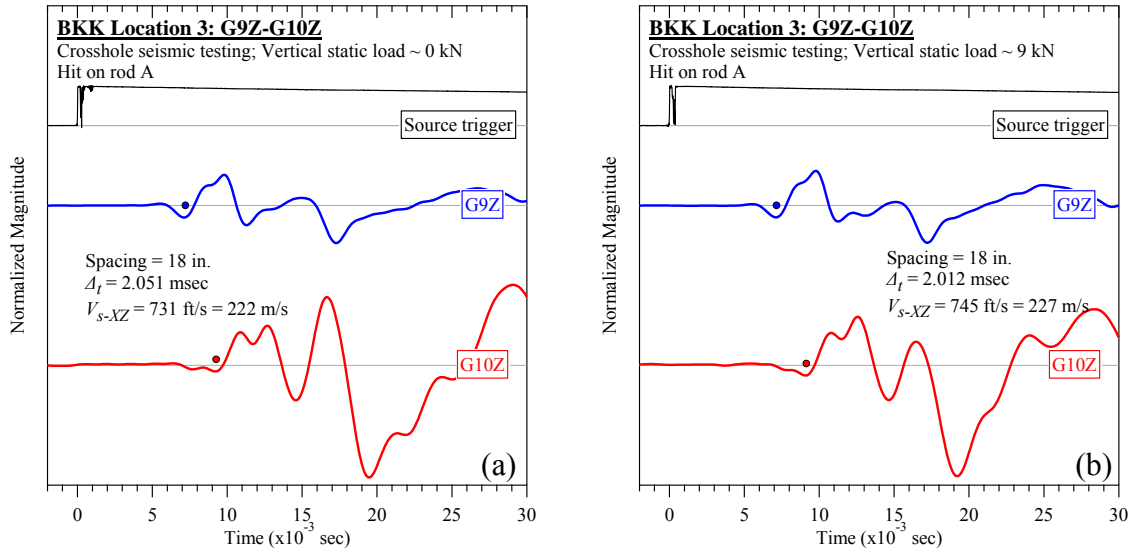 BKK Location 3: G9Z-G10Z
Crosshole seismic testing; Vertical static load ~ 0 kN
Hit on rod A
Source trigger
G9Z
Spacing = 18 in.
Δt = 2.051 msec
Vs-XZ = 731 ft/s = 222 m/s
G10Z
(a)
Normalized Magnitude
0 5 10 15 20 25 30
Time (x10-3 sec)
BKK Location 3: G9Z-G10Z
Crosshole seismic testing; Vertical static load ~ 9 kN
Hit on rod A
Source trigger
G9Z
Spacing = 18 in.
Δt = 2.012 msec
Vs-XZ = 745 ft/s = 227 m/s
G10Z
(b)
Normalized Magnitude
0 5 10 15 20 25 30
Time (x10-3 sec)